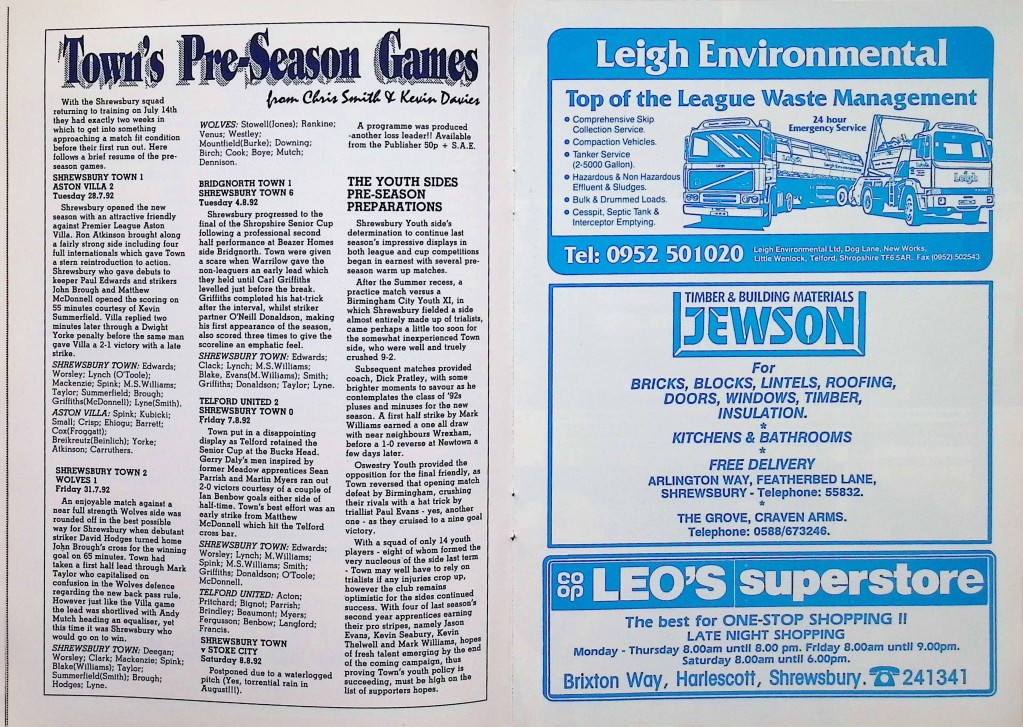 Town's Pre-Season Games
from Chris Smith & Kevin Davies
With the Shrewsbury squad
returning to training on July 14th
they had exactly two weeks in
which to get into something
approaching a match fit condition
before their first run out. Here
follows a brief resume of the pre-
season games.
SHREWSBURY TOWN 1
ASTON VILLA 2
Tuesday 28.7.92
Shrewsbury opened the new
season with an attractive friendly
against Premier League Aston
Villa. Ron Atkinson brought along
a fairly strong side including four
full internationals which gave Town
a stern reintroduction to action.
Shrewsbury who gave debuts to
keeper Paul Edwards and strikers
John Brough and Matthew
McDonnell opened the scoring on
55 minutes courtesy of Kevin
Summerfield. Villa replied two
minutes later through a Dwight
Yorke penalty before the same man
gave Villa a 2-1 victory with a late
strike.
SHREWSBURY TOWN: Edwards;
Worsley; Lynch (O'Toole);
Mackenzie; Spink; M.S.Williams;
Taylor; Summerfield; Brough;
Griffiths(McDonnell); Lyne(Smith).
ASTON VILLA: Spink; Kubicki;
Small; Crisp; Ehiogu; Barrett;
Cox(Froggatt);
Breikreutz(Beinlich); Yorke;
Atkinson; Carruthers.
SHREWSBURY TOWN 2
WOLVES 1
Friday 31.7.92
An enjoyable match against a
near full strength Wolves side was
rounded off in the best possible
way for Shrewsbury when debutant
striker David Hodges turned home
John Brough's cross for the winning
goal on 65 minutes. Town had
taken a first half lead through Mark
Taylor who capitalised on
confusion in the Wolves defence
regarding the new back pass rule.
However just like the Villa game
the lead was shortlived with Andy
Mutch heading an equaliser, yet
this time it was Shrewsbury who
would go on to win.
SHREWSBURY TOWN: Deegan;
Worsley; Clark; Mackenzie; Spink;
Blake(Williams); Taylor;
Summerfield(Smith); Brough;
Hodges; Lyne.
WOLVES: Stowell(Jones); Rankine;
Venus; Westley;
Mountfield(Burke); Downing;
Birch; Cook; Boye; Mutch;
Dennison.
BRIDGNORTH TOWN 1
SHREWSBURY TOWN 6
Tuesday 4.8.92
Shrewsbury progressed to the
final of the Shropshire Senior Cup
following a professional second
half performance at Beazer Homes
side Bridgnorth. Town were given
a scare when Warrilow gave the
non-leaguers an early lead which
they held until Carl Griffiths
levelled just before the break.
Griffiths completed his hat-trick
after the interval, whilst striker
partner O'Neill Donaldson, making
his first appearance of the season,
also scored three times to give the
scoreline an emphatic feel.
SHREWSBURY TOWN: Edwards;
Clack; Lynch; M.S.Williams;
Blake, Evans(M.Williams); Smith;
Griffiths; Donaldson; Taylor; Lyne.
TELFORD UNITED 2
SHREWSBURY TOWN 0
Friday 7.8.92
Town put in a disappointing
display as Telford retained the
Senior Cup at the Bucks Head.
Gerry Daly's men inspired by
former Meadow apprentices Sean
Parrish and Martin Myers ran out
2-0 victors courtesy of a couple of
Ian Benbow goals either side of
half-time. Town's best effort was an
early strike from Matthew
McDonnell which hit the Telford
cross bar.
SHREWSBURY TOWN: Edwards;
Worsley; Lynch; M.Williams;
Spink; M.S.Williams; Smith;
Griffiths; Donaldson; O'Toole;
McDonnell.
TELFORD UNITED: Acton;
Pritchard; Bignot; Parrish;
Brindley; Beaumont; Myers;
Fergusson; Benbow; Langford;
Francis.
SHREWSBURY TOWN
v STOKE CITY
Saturday 8.8.92
Postponed due to a waterlogged
pitch (Yes, torrential rain in
August!!!).
A programme was produced
-another loss leader!! Available
from the Publisher 50p + S.A.E.
THE YOUTH SIDES
PRE-SEASON
PREPARATIONS
Shrewsbury Youth side's
determination to continue last
season's impressive displays in
both league and cup competitions
began in earnest with several pre-
season warm up matches.
After the Summer recess, a
practice match versus a
Birmingham City Youth XI, in
which Shrewsbury fielded a side
almost entirely made up of trialists,
came perhaps a little too soon for
the somewhat inexperienced Town
side, who were well and truely
crushed 9-2.
Subsequent matches provided
coach, Dick Pratley, with some
brighter moments to savour as he
contemplates the class of '92s
pluses and minuses for the new
season. A first half strike by Mark
Williams earned a one all draw
with near neighbours Wrexham,
before a 1-0 reverse at Newtown a
few days later.
Oswestry Youth provided the
opposition for the final friendly, as
Town reversed that opening match
defeat by Birmingham, crushing
their rivals with a hat trick by
triallist Paul Evans - yes, another
one - as they cruised to a nine goal
victory.
With a squad of only 14 youth
players - eight of whom formed the
very nucleus of the side last term
- Town may well have to rely on
trialists if any injuries crop up,
however the club remains
optimistic for the sides continued
success. With four of last season's
second year apprentices earning
their pro stripes, namely Jason
Evans, Kevin Seabury, Kevin
Thelwell and Mark Williams, hopes
of fresh talent emerging by the end
of the coming campaign, thus
proving Town's youth policy is
succeeding, must be high on the
list of supporters hopes.
Leigh Environmental
Top of the League Waste Management
Comprehensive Skip
Collection Service.
Compaction Vehicles.
Tanker Service
(2-5000 Gallon).
Hazardous & Non Hazardous
Effluent & Sludges.
Bulk & Drummed Loads.
Cesspit, Septic Tank &
Interceptor Emptying.
24 hour
Emergency Service
Leigh
Tel: 0952 501020
Leigh Environmental Ltd, Dog Lane, New Works,
Little Wenlock, Telford, Shropshire TF6 5AR. Fax (0952) 502543
TIMBER & BUILDING MATERIALS
JEWSON
For
BRICKS, BLOCKS, LINTELS, ROOFING,
DOORS, WINDOWS, TIMBER,
INSULATION.
*
KITCHENS & BATHROOMS
*
FREE DELIVERY
ARLINGTON WAY, FEATHERBED LANE,
SHREWSBURY - Telephone: 55832.
*
THE GROVE, CRAVEN ARMS.
Telephone: 0588/673246.
CO OP LEO'S superstore
The best for ONE-STOP SHOPPING !!
LATE NIGHT SHOPPING
Monday - Thursday 8.00am until 8.00 pm. Friday 8.00am until 9.00pm.
Saturday 8.00am until 6.00pm.
Brixton Way, Harlescott, Shrewsbury. ☎ 241341